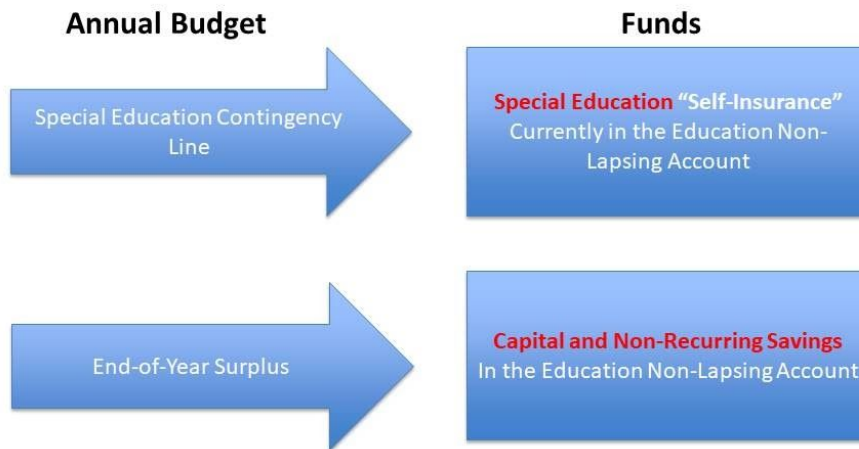 Annual Budget
Funds
Special Education Contingency
Line
Special Education “Self-Insurance”
Currently in the Education Non-
Lapsing Account
End-of-Year Surplus
Capital and Non-Recurring Savings
In the Education Non-Lapsing Account